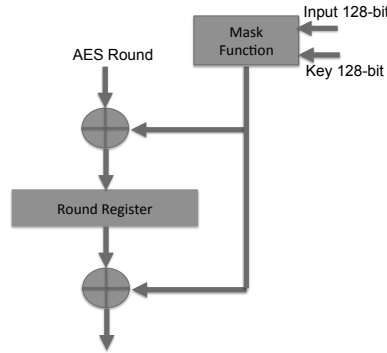 Input 128-bit
Mask
Function
Key 128-bit
AES Round
Round Register